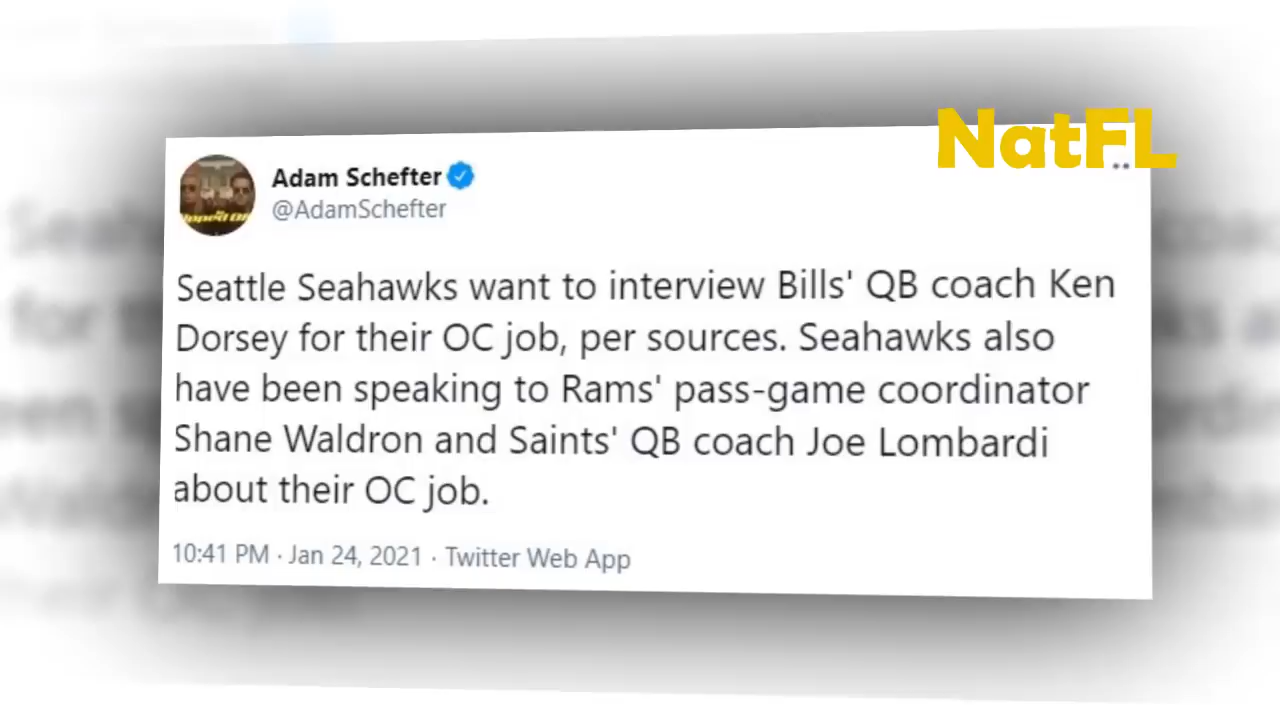 NatFL
Adam Schefter
@AdamSchefter
Seattle Seahawks want to interview Bills' QB coach Ken
Dorsey for their OC job, per sources. Seahawks also
have been speaking to Rams' pass-game coordinator
Shane Waldron and Saints' QB coach Joe Lombardi
about their OC job.
10:41 PM · Jan 24, 2021 · Twitter Web App